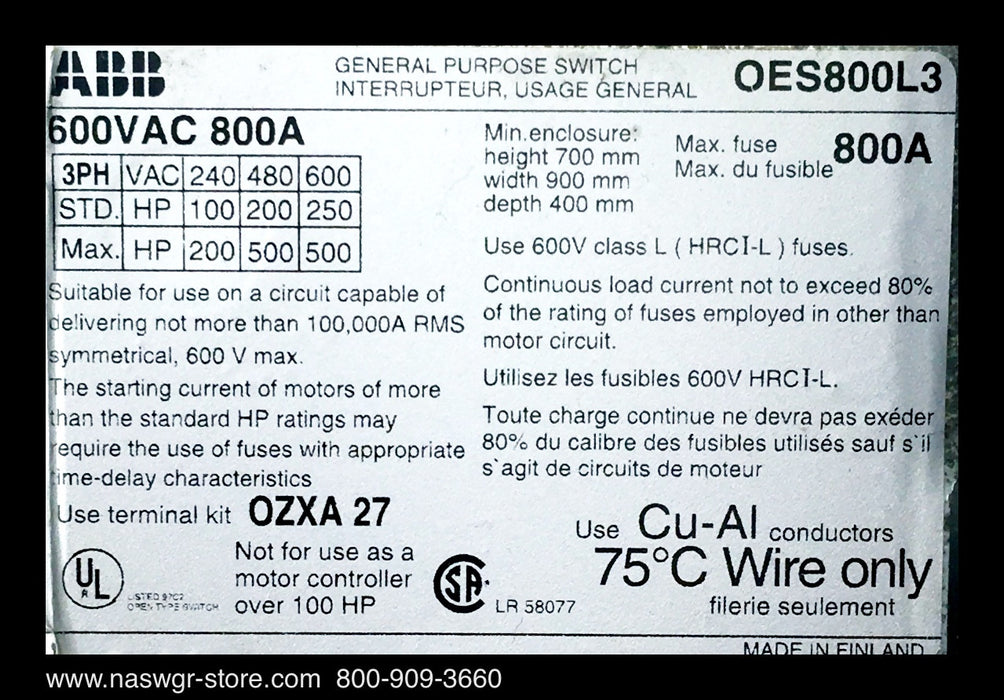 ABB
GENERAL PURPOSE SWITCH
INTERRUPTEUR, USAGE GENERAL
OES800L3
600VAC 800A
3PH VAC 240 480 600
STD. HP 100 200 250
Max. HP 200 500 500
Suitable for use on a circuit capable of
delivering not more than 100,000A RMS
symmetrical, 600 V max.
The starting current of motors of more
than the standard HP ratings may
require the use of fuses with appropriate
time-delay characteristics
Use terminal kit OZXA 27
UL
R
LISTED 97C7
OPEN TYPE SWITCH
Not for use as a
motor controller
over 100 HP
Min.enclosure:
height 700 mm
width 900 mm
depth 400 mm
Max. fuse
Max. du fusible
800A
Use 600V class L ( HRCI-L ) fuses.
Continuous load current not to exceed 80%
of the rating of fuses employed in other than
motor circuit.
Utilisez les fusibles 600V HRCI-L.
Toute charge continue ne devra pas exéder
80% du calibre des fusibles utilisés sauf s`il
s`agit de circuits de moteur
SA
LR 58077
Use Cu-Al conductors
75°C Wire only
filerie seulement
MADE IN FINLAND
www.naswgr-store.com 800-909-3660